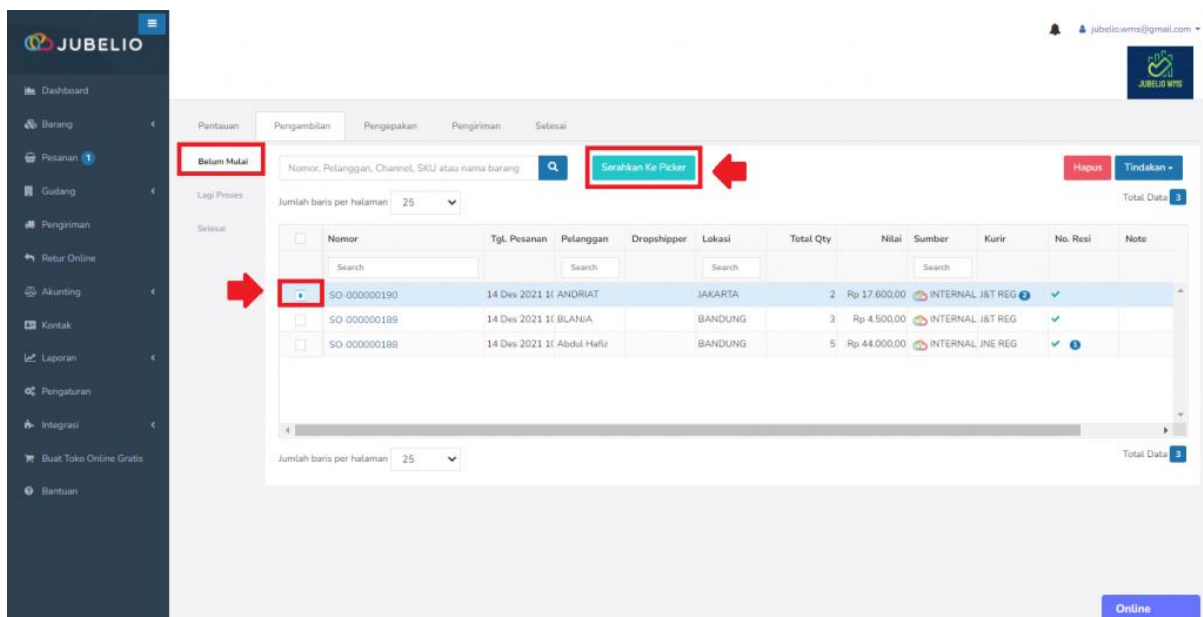 JUBELIO
jubelio.wms@gmail.com
JUBELIO WMS
Dashboard
Barang
Pesanan 1
Gudang
Pengiriman
Retur Online
Akunting
Kontak
Laporan
Pengaturan
Integrasi
Buat Toko Online Gratis
Bantuan
Pantauan Pengambilan Pengepakan Pengiriman Selesai
Belum Mulai
Lagi Proses
Selesai
Nomor, Pelanggan, Channel, SKU atau nama barang Serahkan Ke Picker Hapus Tindakan
Jumlah baris per halaman 25 Total Data 3
Nomor Tgl. Pesanan Pelanggan Dropshipper Lokasi Total Qty Nilai Sumber Kurir No. Resi Note
Search Search Search Search
SO-000000190 14 Des 2021 1( ANDRIAT JAKARTA 2 Rp 17.600,00 INTERNAL J&T REG 2
SO-000000189 14 Des 2021 1( BLANJA BANDUNG 3 Rp 4.500,00 INTERNAL J&T REG
SO-000000188 14 Des 2021 1( Abdul Hafiz BANDUNG 5 Rp 44.000,00 INTERNAL JNE REG 1
Jumlah baris per halaman 25 Total Data 3
Online